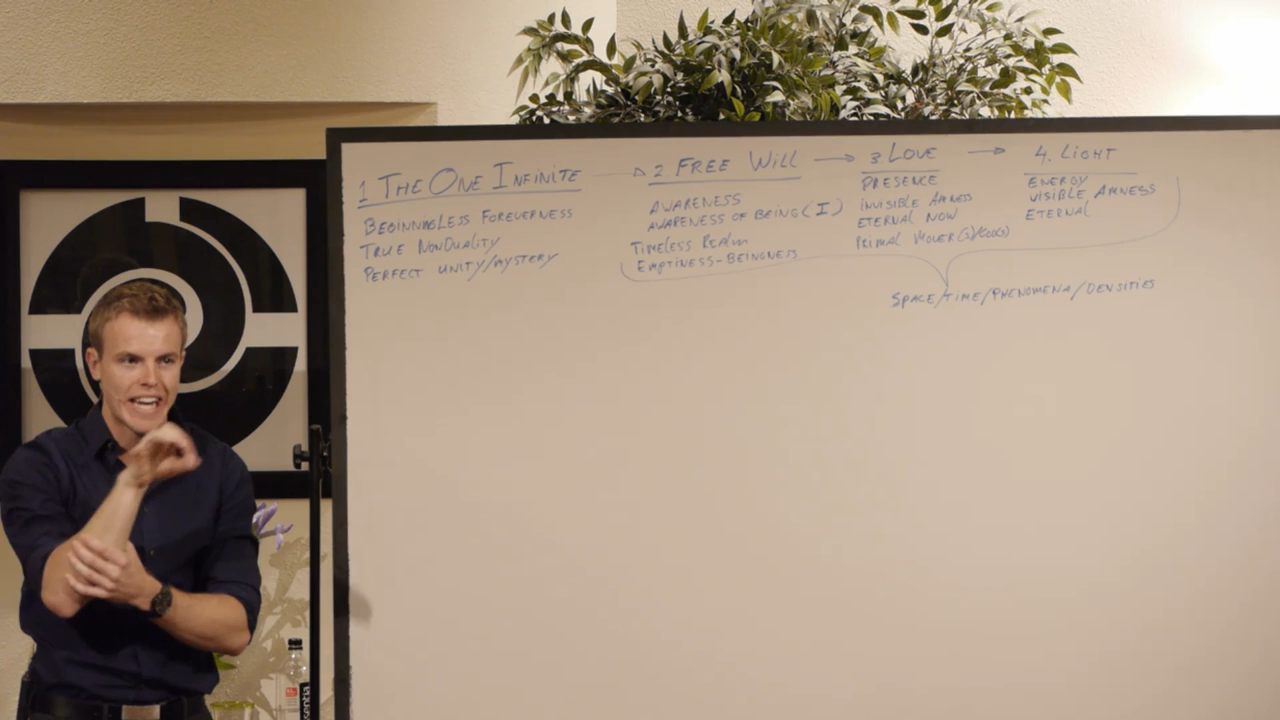 1 THE ONE INFINITE
BEGINNINGLESS FOREVERNESS
TRUE NONDUALITY
PERFECT UNITY/MYSTERY
→ 2 FREE WILL →
AWARENESS
AWARENESS OF BEING (I)
TIMELESS REALM
EMPTINESS-BEINGNESS
3 LOVE →
PRESENCE
INVISIBLE AMNESS
ETERNAL NOW
PRIMAL MOVER(S)
4. LIGHT
ENERGY
VISIBLE AMNESS
ETERNAL
SPACE/TIME/PHENOMENA/DENSITIES
essentia